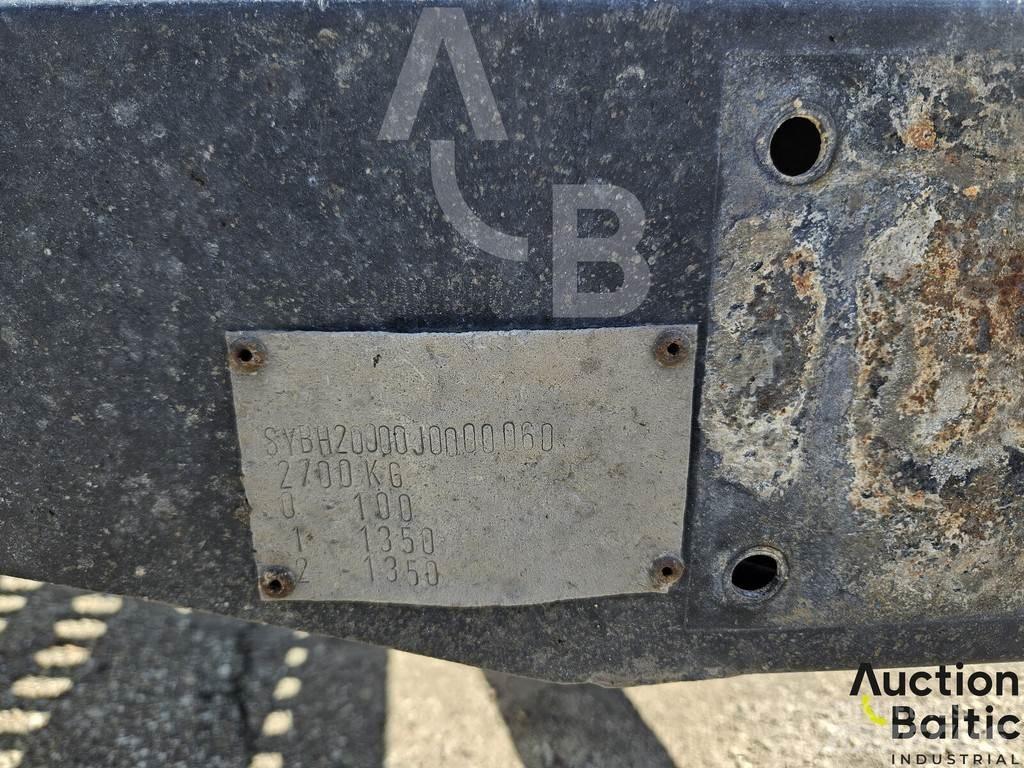 A
B
SYBH20J00J0000060
2700 KG
0 100
1 1350
2 1350
Auction
Baltic
INDUSTRIAL